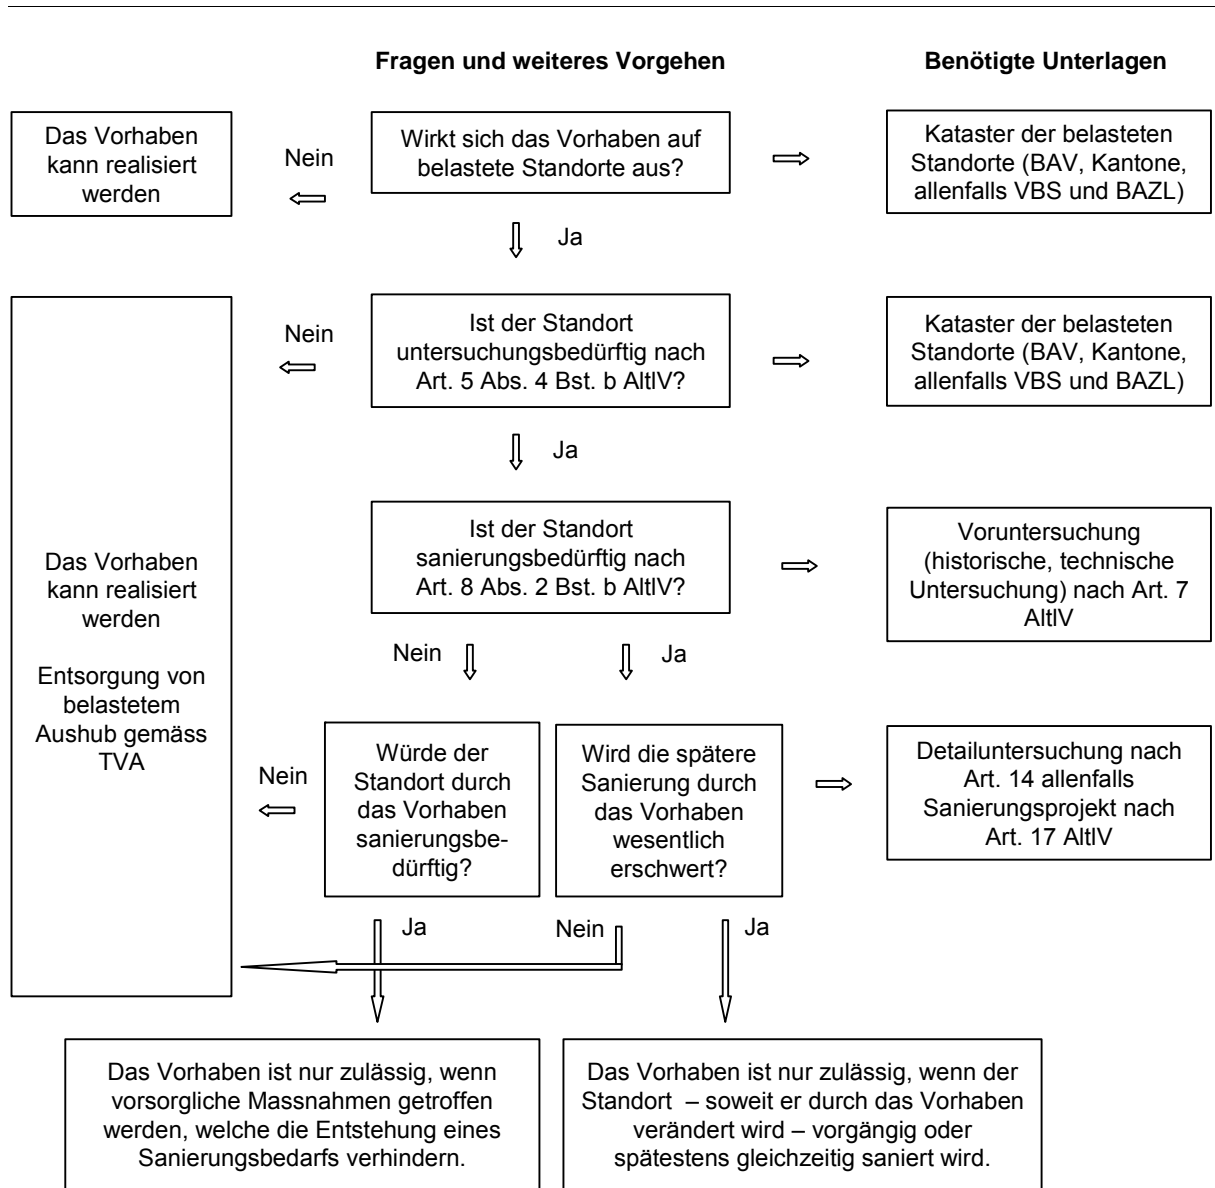 Fragen und weiteres Vorgehen
Benötigte Unterlagen
Das Vorhaben
kann realisiert
werden
Nein
Wirkt sich das Vorhaben auf
belastete Standorte aus?
Kataster der belasteten
Standorte (BAV, Kantone,
allenfalls VBS und BAZL)
Ja
Nein
Ist der Standort
untersuchungsbedürftig nach
Art. 5 Abs. 4 Bst. b AltlV?
Kataster der belasteten
Standorte (BAV, Kantone,
allenfalls VBS und BAZL)
Ja
Das Vorhaben
kann realisiert
werden
Entsorgung von
belastetem
Aushub gemäss
TVA
Ist der Standort
sanierungsbedürftig nach
Art. 8 Abs. 2 Bst. b AltlV?
Voruntersuchung
(historische, technische
Untersuchung) nach Art. 7
AltlV
Nein
Ja
Nein
Würde der
Standort durch
das Vorhaben
sanierungsbe-
dürftig?
Wird die spätere
Sanierung durch
das Vorhaben
wesentlich
erschwert?
Detailuntersuchung nach
Art. 14 allenfalls
Sanierungsprojekt nach
Art. 17 AltlV
Ja
Nein
Ja
Das Vorhaben ist nur zulässig, wenn
vorsorgliche Massnahmen getroffen
werden, welche die Entstehung eines
Sanierungsbedarfs verhindern.
Das Vorhaben ist nur zulässig, wenn der
Standort – soweit er durch das Vorhaben
verändert wird – vorgängig oder
spätestens gleichzeitig saniert wird.